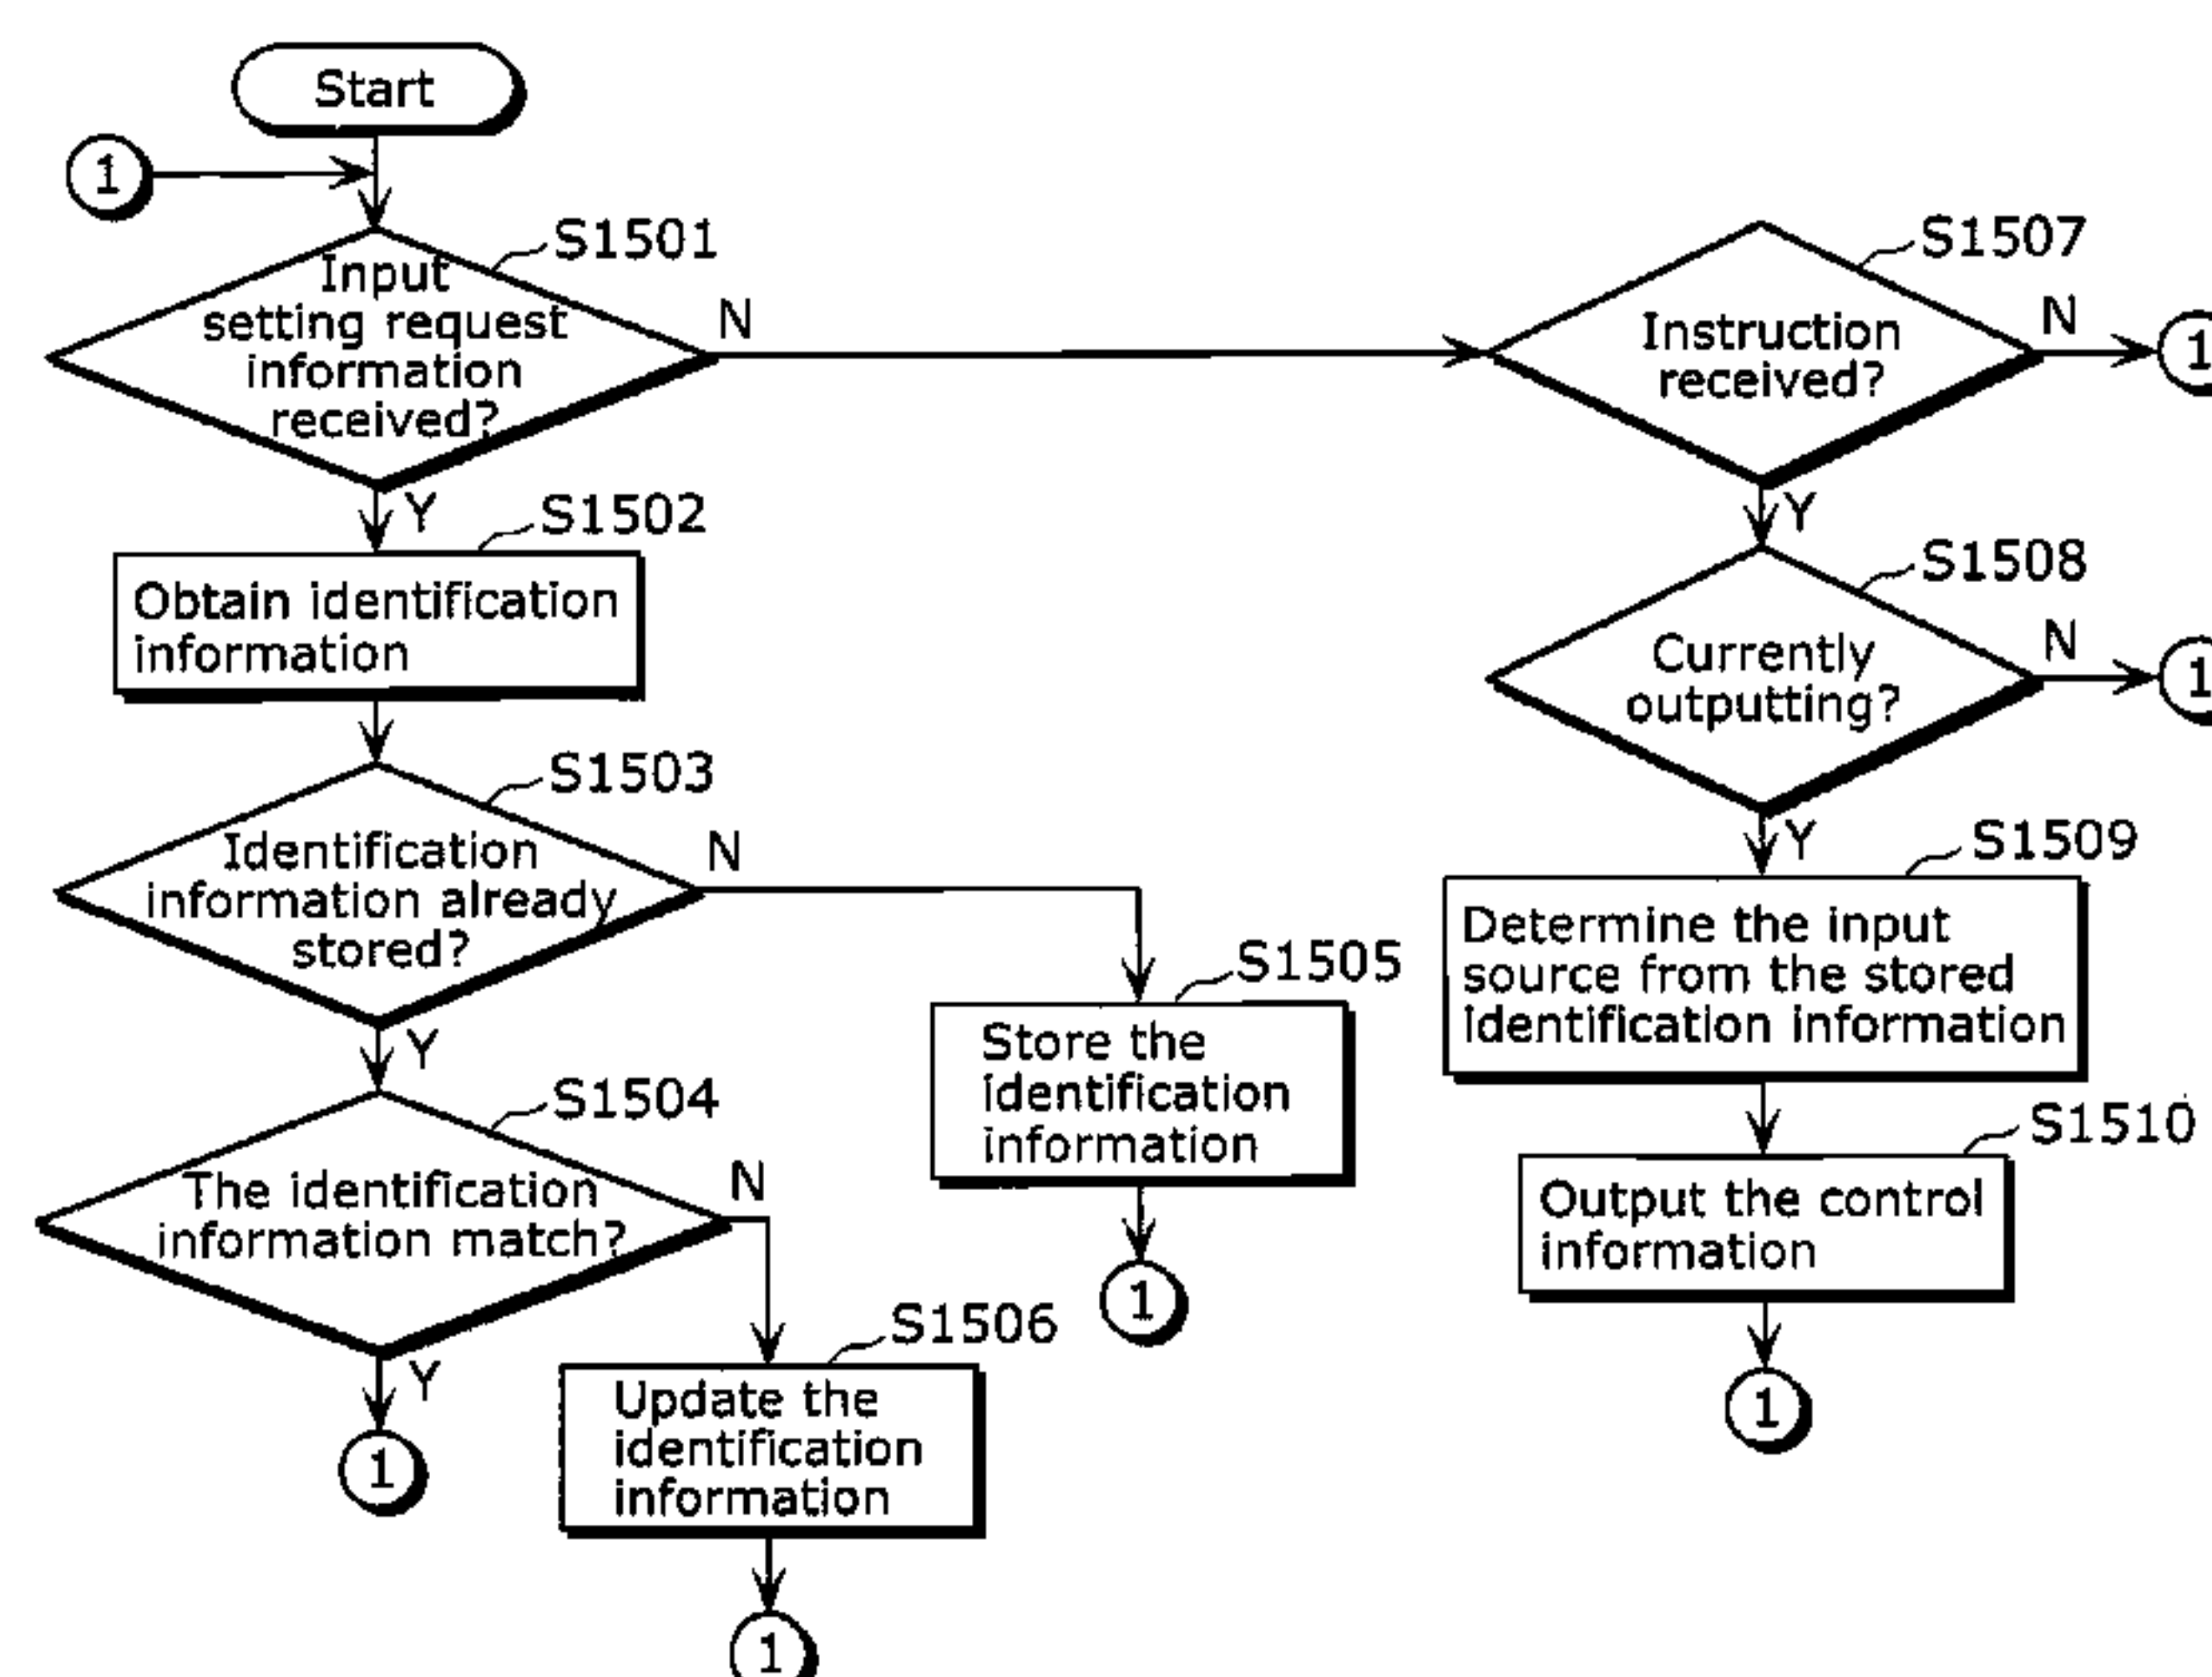 Start
1
S1501
Input
setting request
information
received?
N
Y
S1502
Obtain identification
information
S1503
Identification
information already
stored?
N
Y
S1504
The identification
information match?
N
Y
1
S1505
Store the
identification
information
1
S1506
Update the
identification
information
1
S1507
Instruction
received?
N
1
Y
S1508
Currently
outputting?
N
1
Y
S1509
Determine the input
source from the stored
identification information
S1510
Output the control
information
1